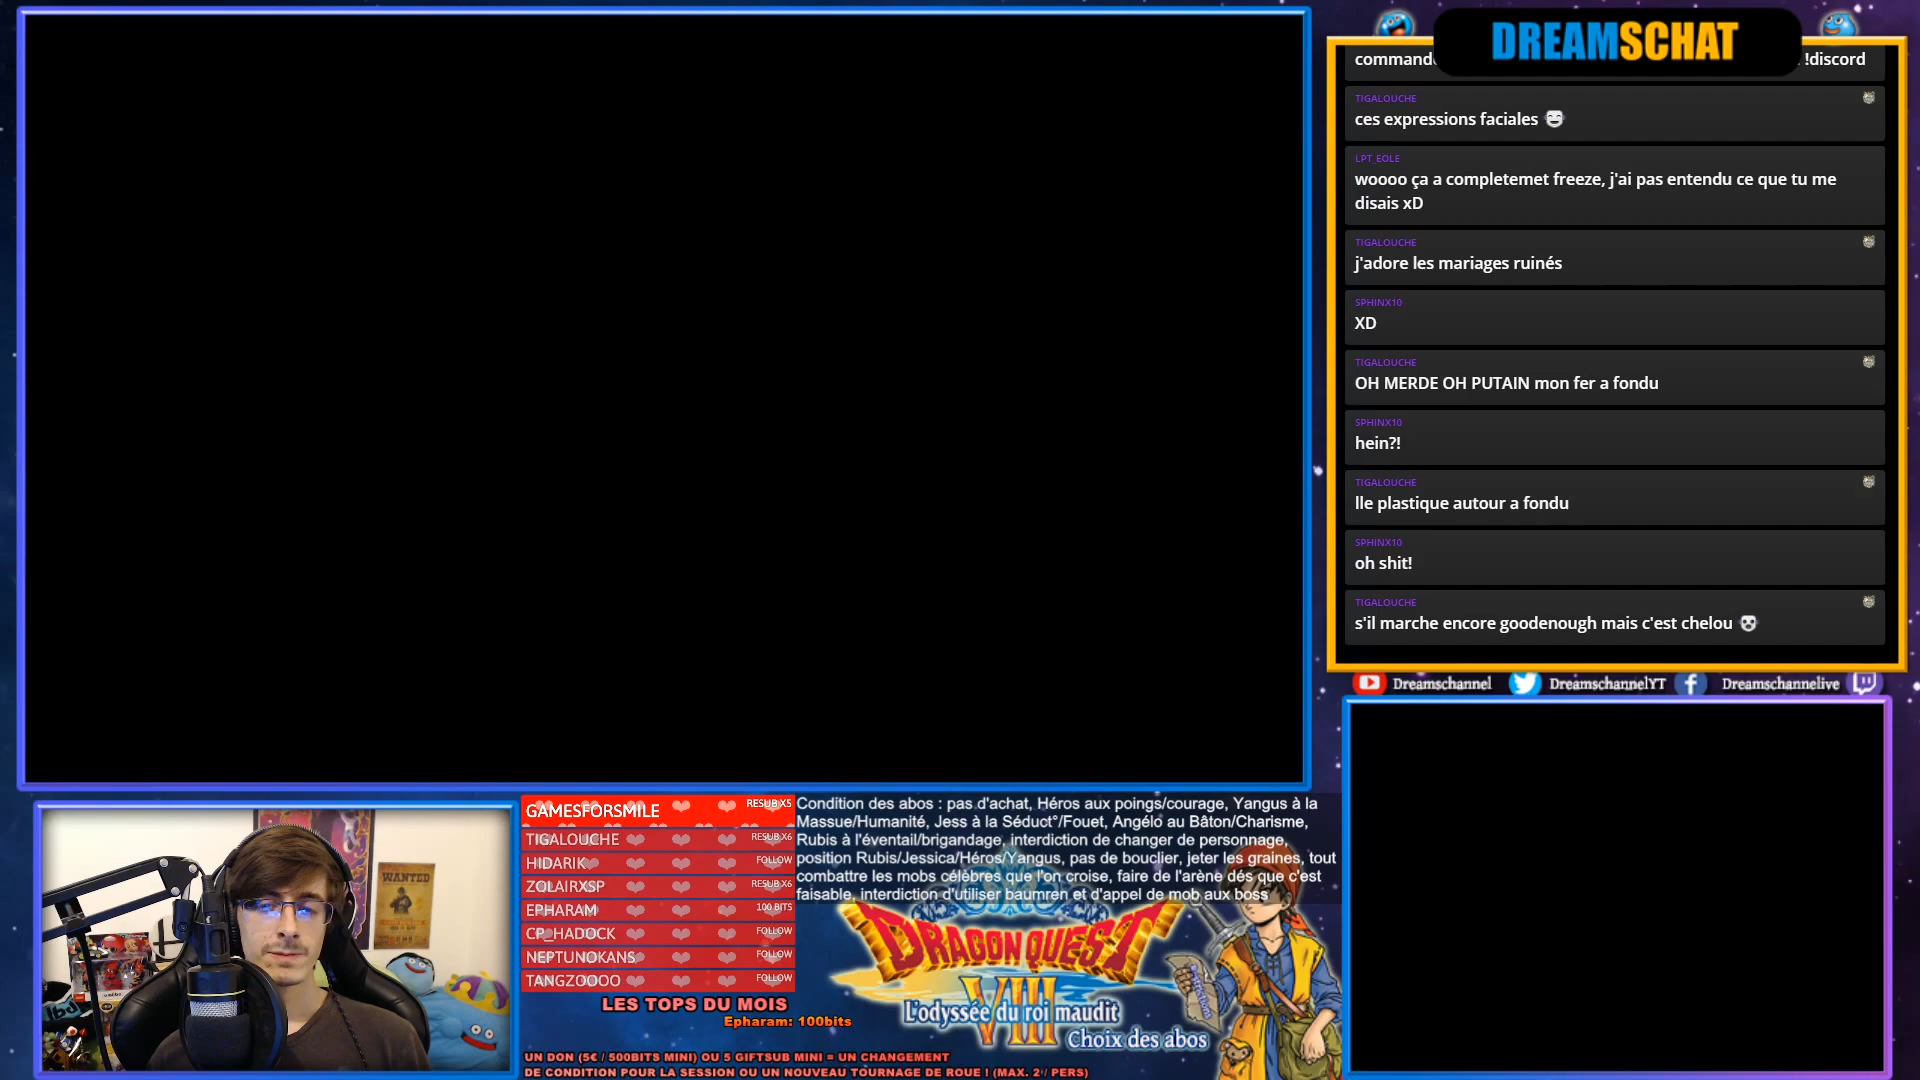 DREAMSCHAT
!discord
TIGALOUCHE
ces expressions faciales
LPT_EOLE
woooo ça a completemet freeze, j'ai pas entendu ce que tu me
disais xD
TIGALOUCHE
j'adore les mariages ruinés
SPHINX10
XD
TIGALOUCHE
OH MERDE OH PUTAIN mon fer a fondu
SPHINX10
hein?!
TIGALOUCHE
lle plastique autour a fondu
SPHINX10
oh shit!
TIGALOUCHE
s'il marche encore goodenough mais c'est chelou
Dreamschannel DreamschannelYT Dreamschannelive
WANTED
GAMESFORSMILE RESUB X5
TIGALOUCHE RESUB X6
HIDARIK FOLLOW
ZOLAIRXSP RESUB X6
EPHARAM 100 BITS
CP_HADOCK FOLLOW
NEPTUNOKANS FOLLOW
TANGZOOOO FOLLOW
LES TOPS DU MOIS
Epharam: 100bits
Condition des abos : pas d'achat, Héros aux poings/courage, Yangus à la
Massue/Humanité, Jess à la Séduct°/Fouet, Angélo au Bâton/Charisme,
Rubis à l'éventail/brigandage, interdiction de changer de personnage,
position Rubis/Jessica/Héros/Yangus, pas de bouclier, jeter les graines, tout
combattre les mobs célèbres que l'on croise, faire de l'arène dés que c'est
faisable, interdiction d'utiliser baumren et d'appel de mob aux boss
DRAGON QUEST
VIII
L'odyssée du roi maudit
Choix des abos
UN DON (5€ / 500BITS MINI) OU 5 GIFTSUB MINI = UN CHANGEMENT
DE CONDITION POUR LA SESSION OU UN NOUVEAU TOURNAGE DE ROUE ! (MAX. 2 / PERS)